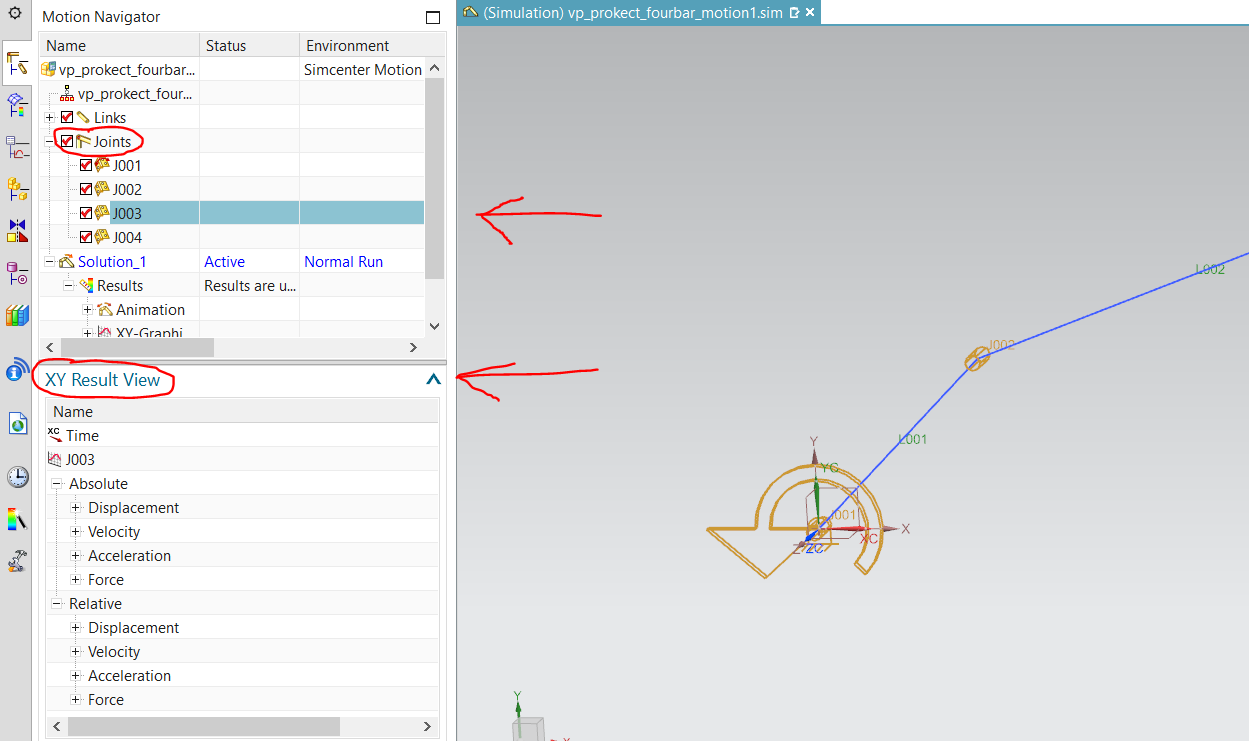 Motion Navigator
(Simulation) vp_prokect_fourbar_motion1.sim
Name Status Environment
vp_prokect_fourbar... Simcenter Motion
vp_prokect_four...
Links
Joints
J001
J002
J003
J004
Solution_1 Active Normal Run
Results Results are u...
Animation
XY-Graphi
XY Result View
Name
XC Time
J003
Absolute
Displacement
Velocity
Acceleration
Force
Relative
Displacement
Velocity
Acceleration
Force
L002
J002
L001
Y
YC
J001
X
XC
Z
ZC
Y
X